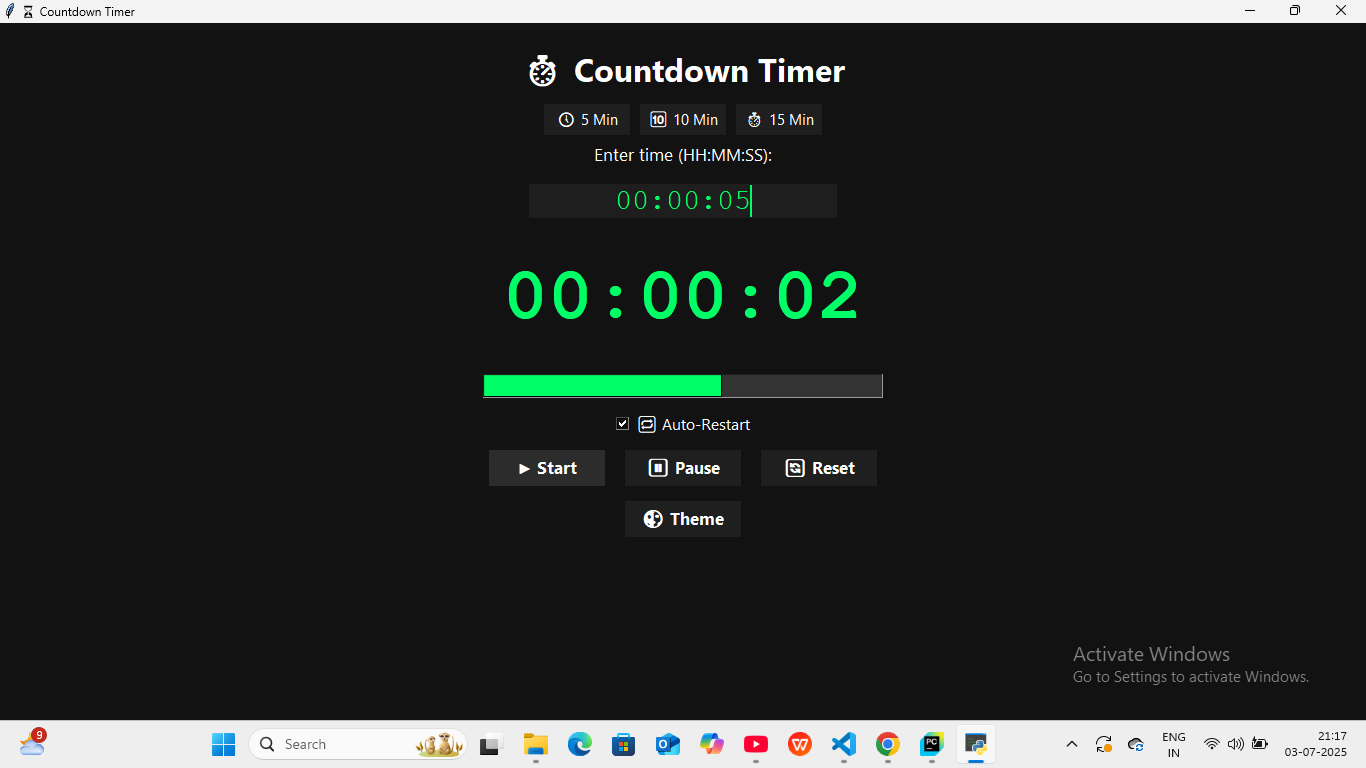 Countdown Timer
Countdown Timer
5 Min 10 10 Min 15 Min
Enter time (HH:MM:SS):
00:00:05
00:00:02
Auto-Restart
Start Pause Reset
Theme
Activate Windows
Go to Settings to activate Windows.
9
Search
PC
ENG
IN
21:17
03-07-2025